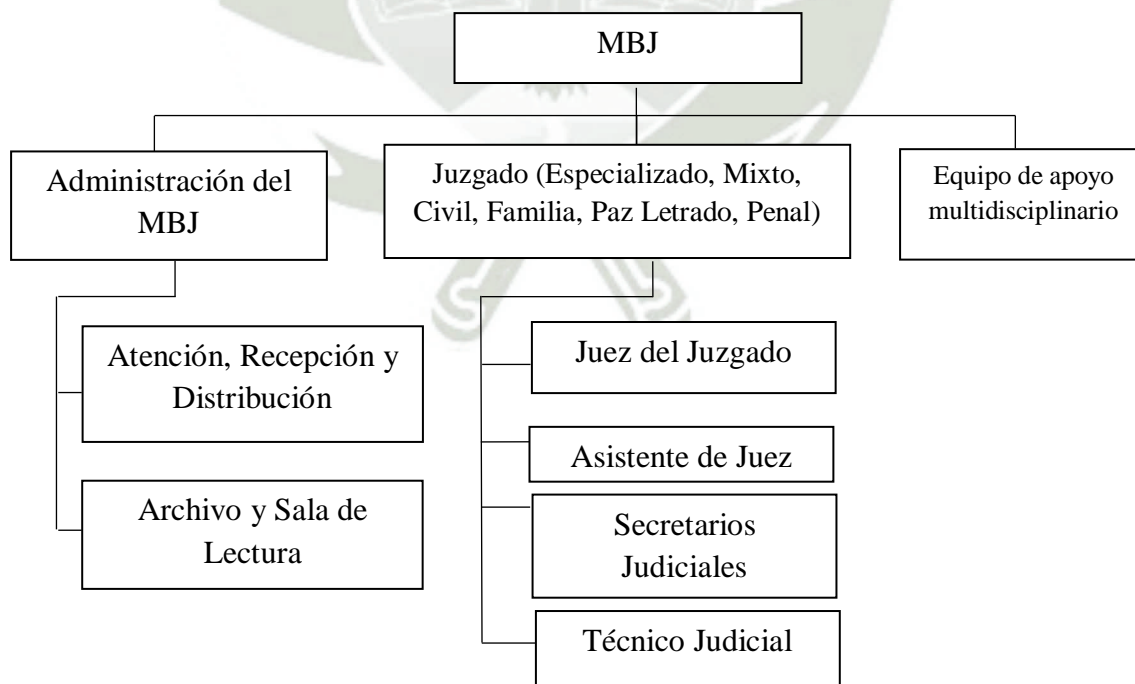 MBJ
Administración del
MBJ
Juzgado (Especializado, Mixto,
Civil, Familia, Paz Letrado, Penal)
Equipo de apoyo
multidisciplinario
Atención, Recepción y
Distribución
Archivo y Sala de
Lectura
Juez del Juzgado
Asistente de Juez
Secretarios
Judiciales
Técnico Judicial